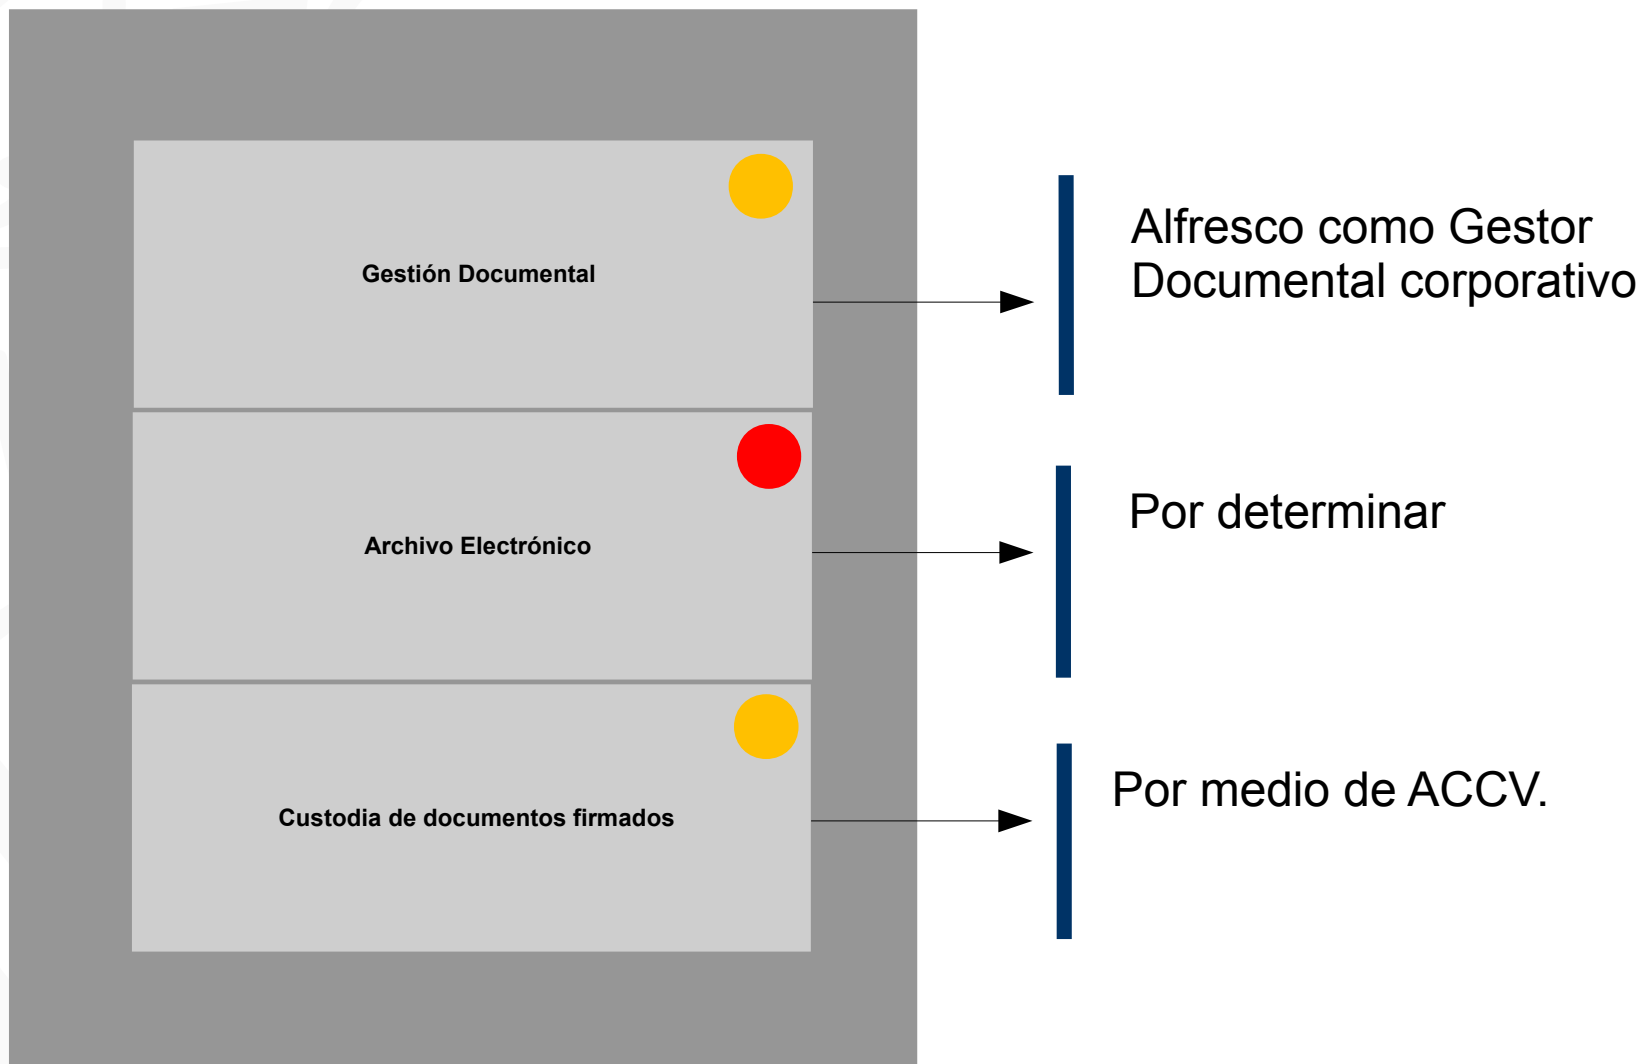 Gestión Documental
Alfresco como Gestor
Documental corporativo
Archivo Electrónico
Por determinar
Custodia de documentos firmados
Por medio de ACCV.